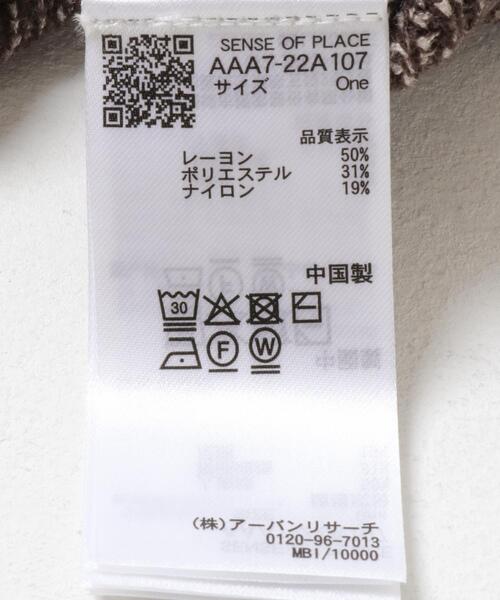 SENSE OF PLACE
AAA7-22A107
サイズ One
品質表示
レーヨン 50%
ポリエステル 31%
ナイロン 19%
中国製
30
F W
(株)アーバンリサーチ
0120-96-7013
MBI/10000